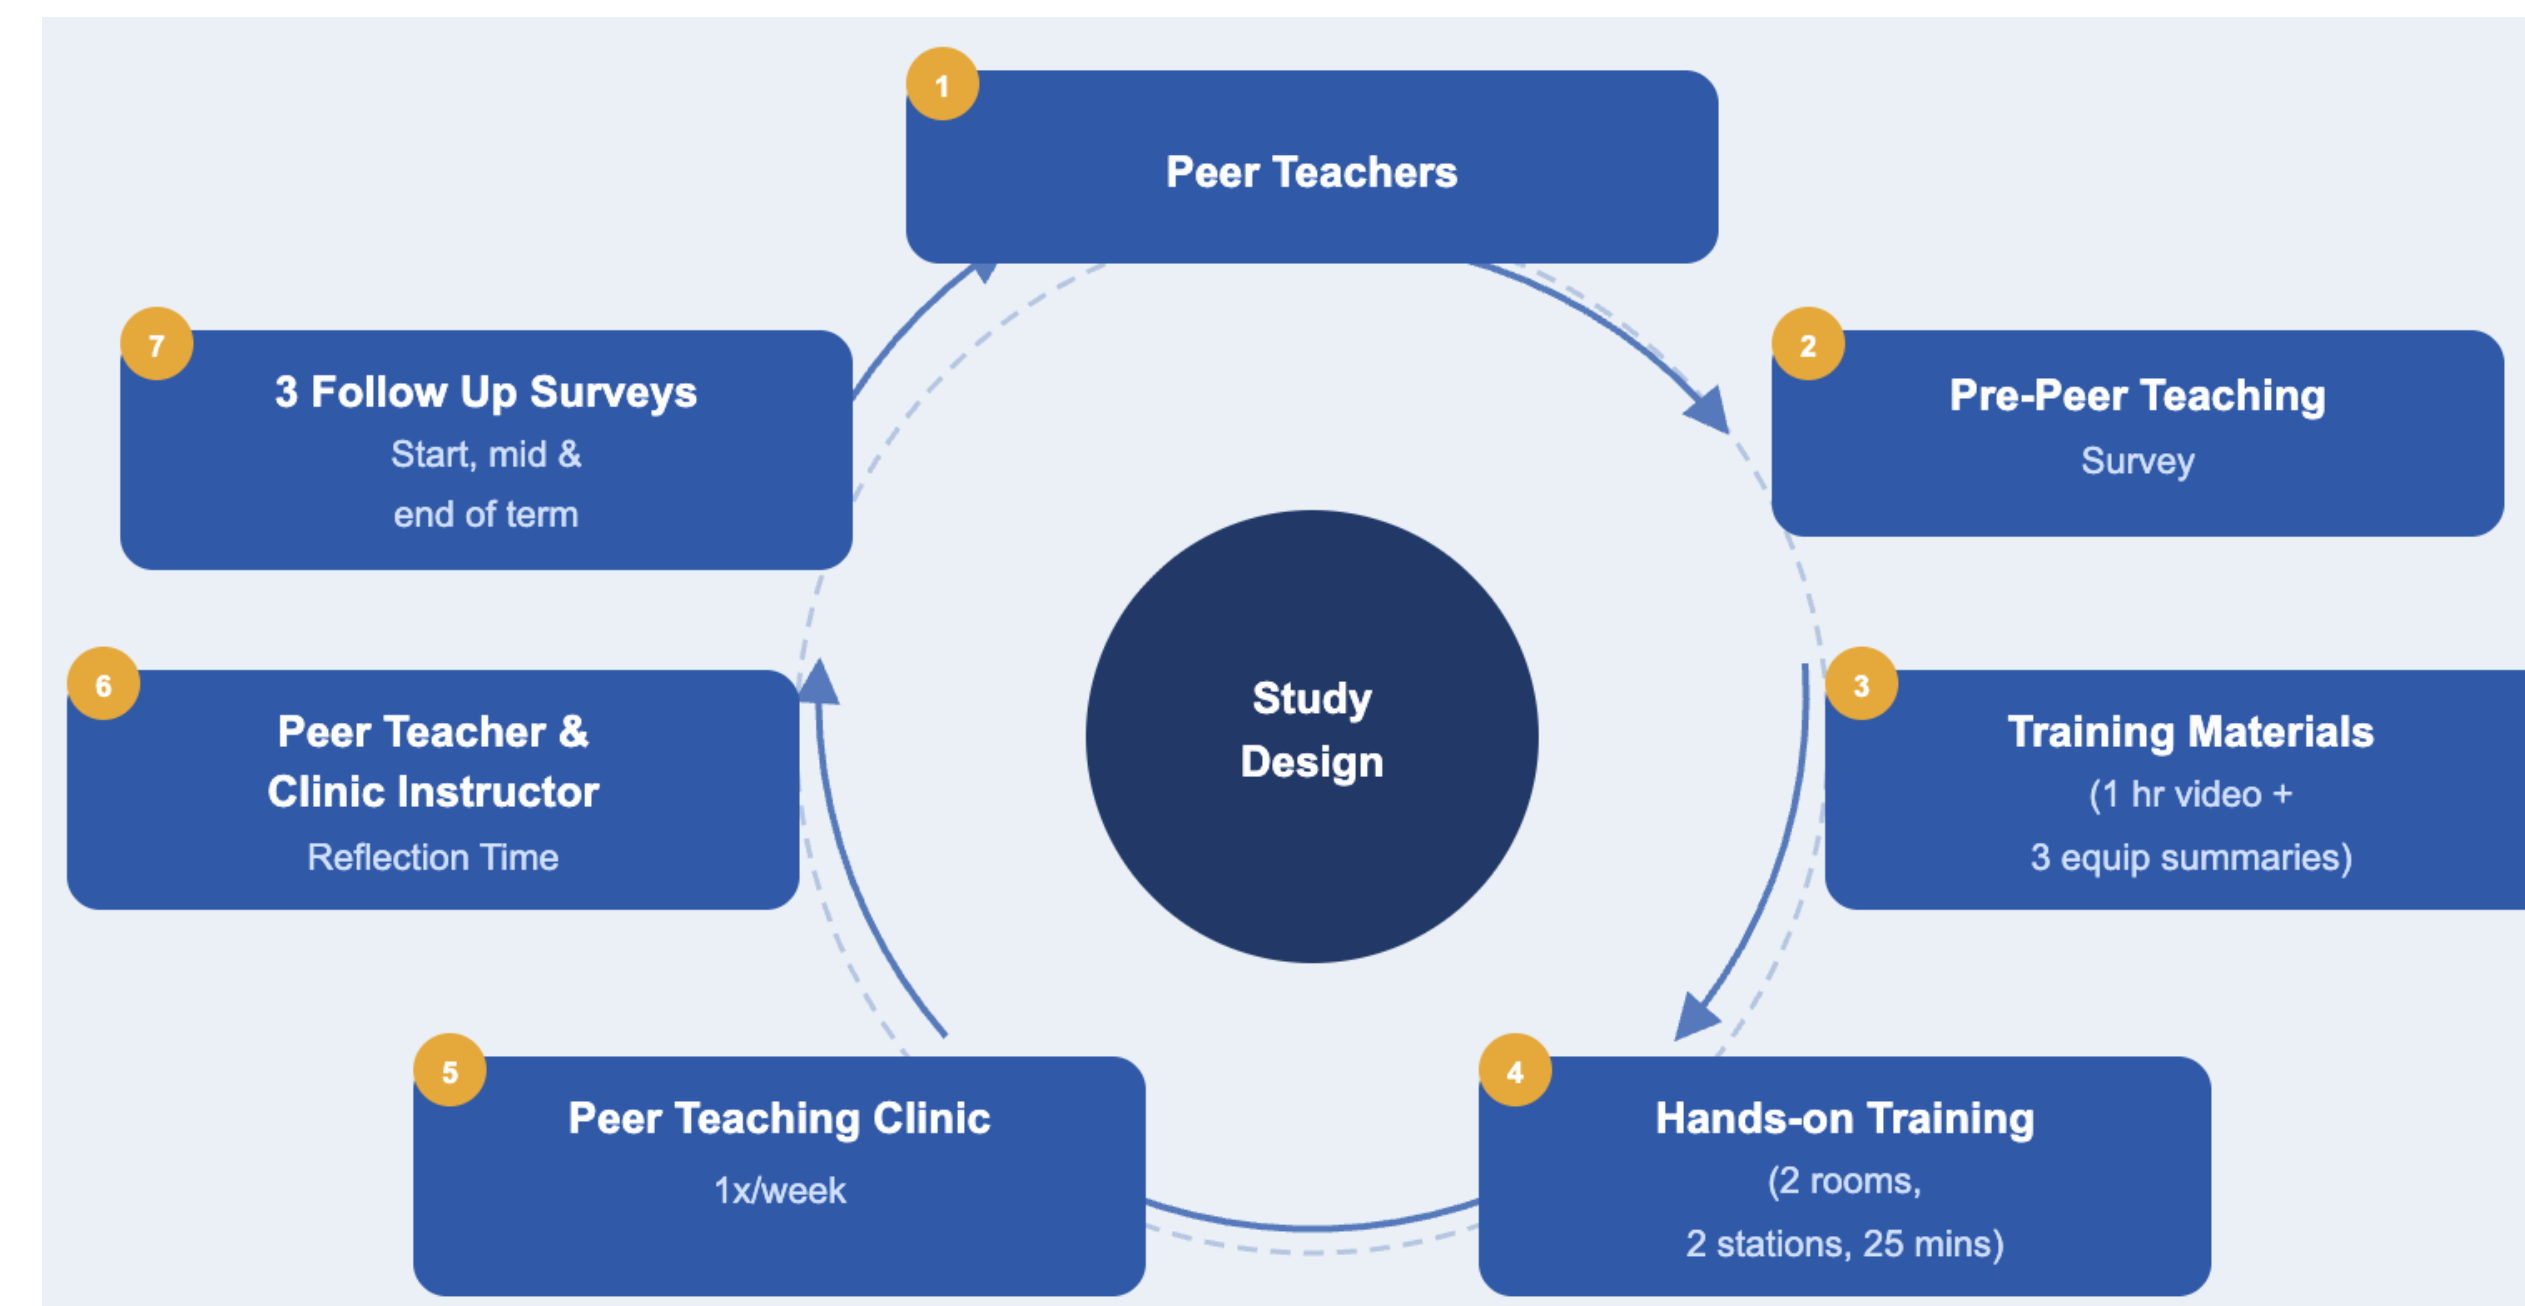 1
Peer Teachers
2
Pre-Peer Teaching
Survey
3
Training Materials
(1 hr video +
3 equip summaries)
4
Hands-on Training
(2 rooms,
2 stations, 25 mins)
5
Peer Teaching Clinic
1x/week
6
Peer Teacher &
Clinic Instructor
Reflection Time
7
3 Follow Up Surveys
Start, mid &
end of term
Study
Design